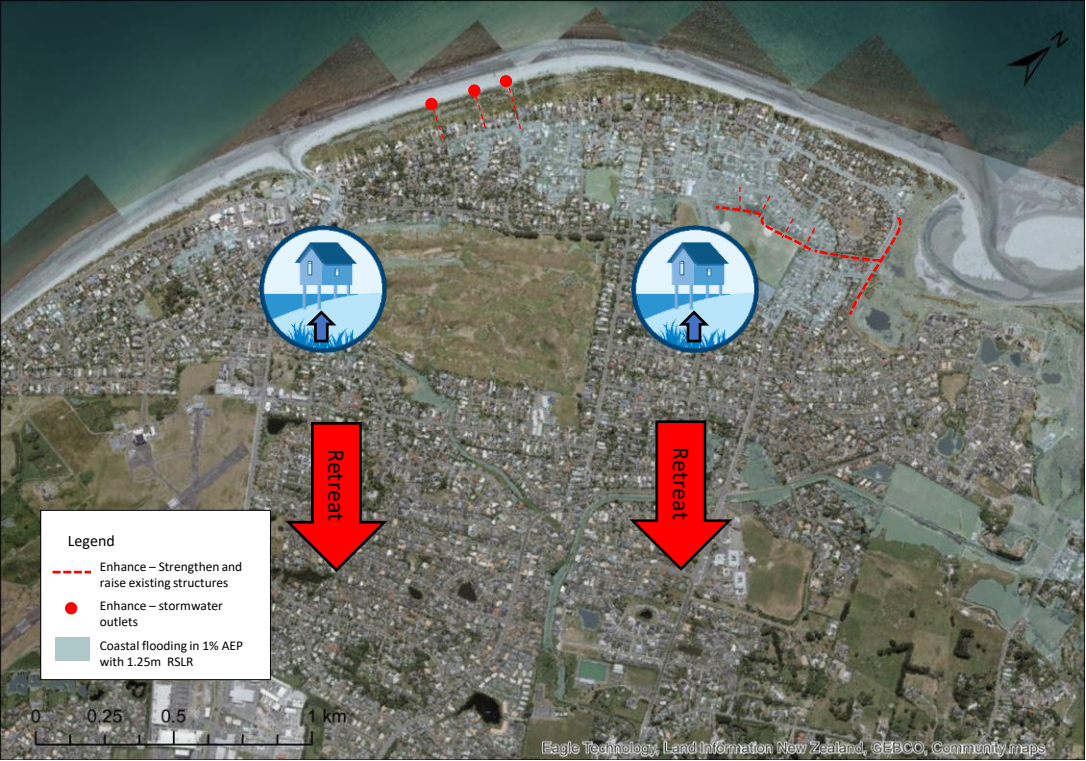 N
Retreat
Retreat
Legend
Enhance – Strengthen and
raise existing structures
Enhance – stormwater
outlets
Coastal flooding in 1% AEP
with 1.25m  RSLR
0 0.25 0.5 1 km
Eagle Technology, Land Information New Zealand, GEBCO, Community maps